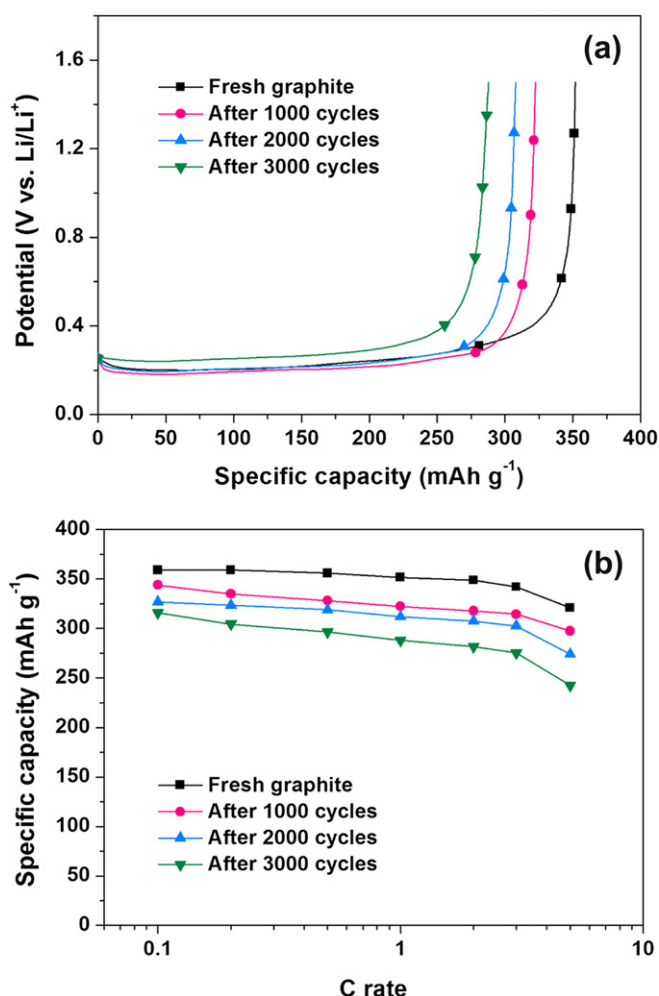 (a)
Fresh graphite
After 1000 cycles
After 2000 cycles
After 3000 cycles
Potential (V vs. Li/Li⁺)
1.6
1.2
0.8
0.4
0.0
0 50 100 150 200 250 300 350 400
Specific capacity (mAh g⁻¹)
(b)
Specific capacity (mAh g⁻¹)
400
350
300
250
200
150
100
50
0
Fresh graphite
After 1000 cycles
After 2000 cycles
After 3000 cycles
0.1 1 10
C rate